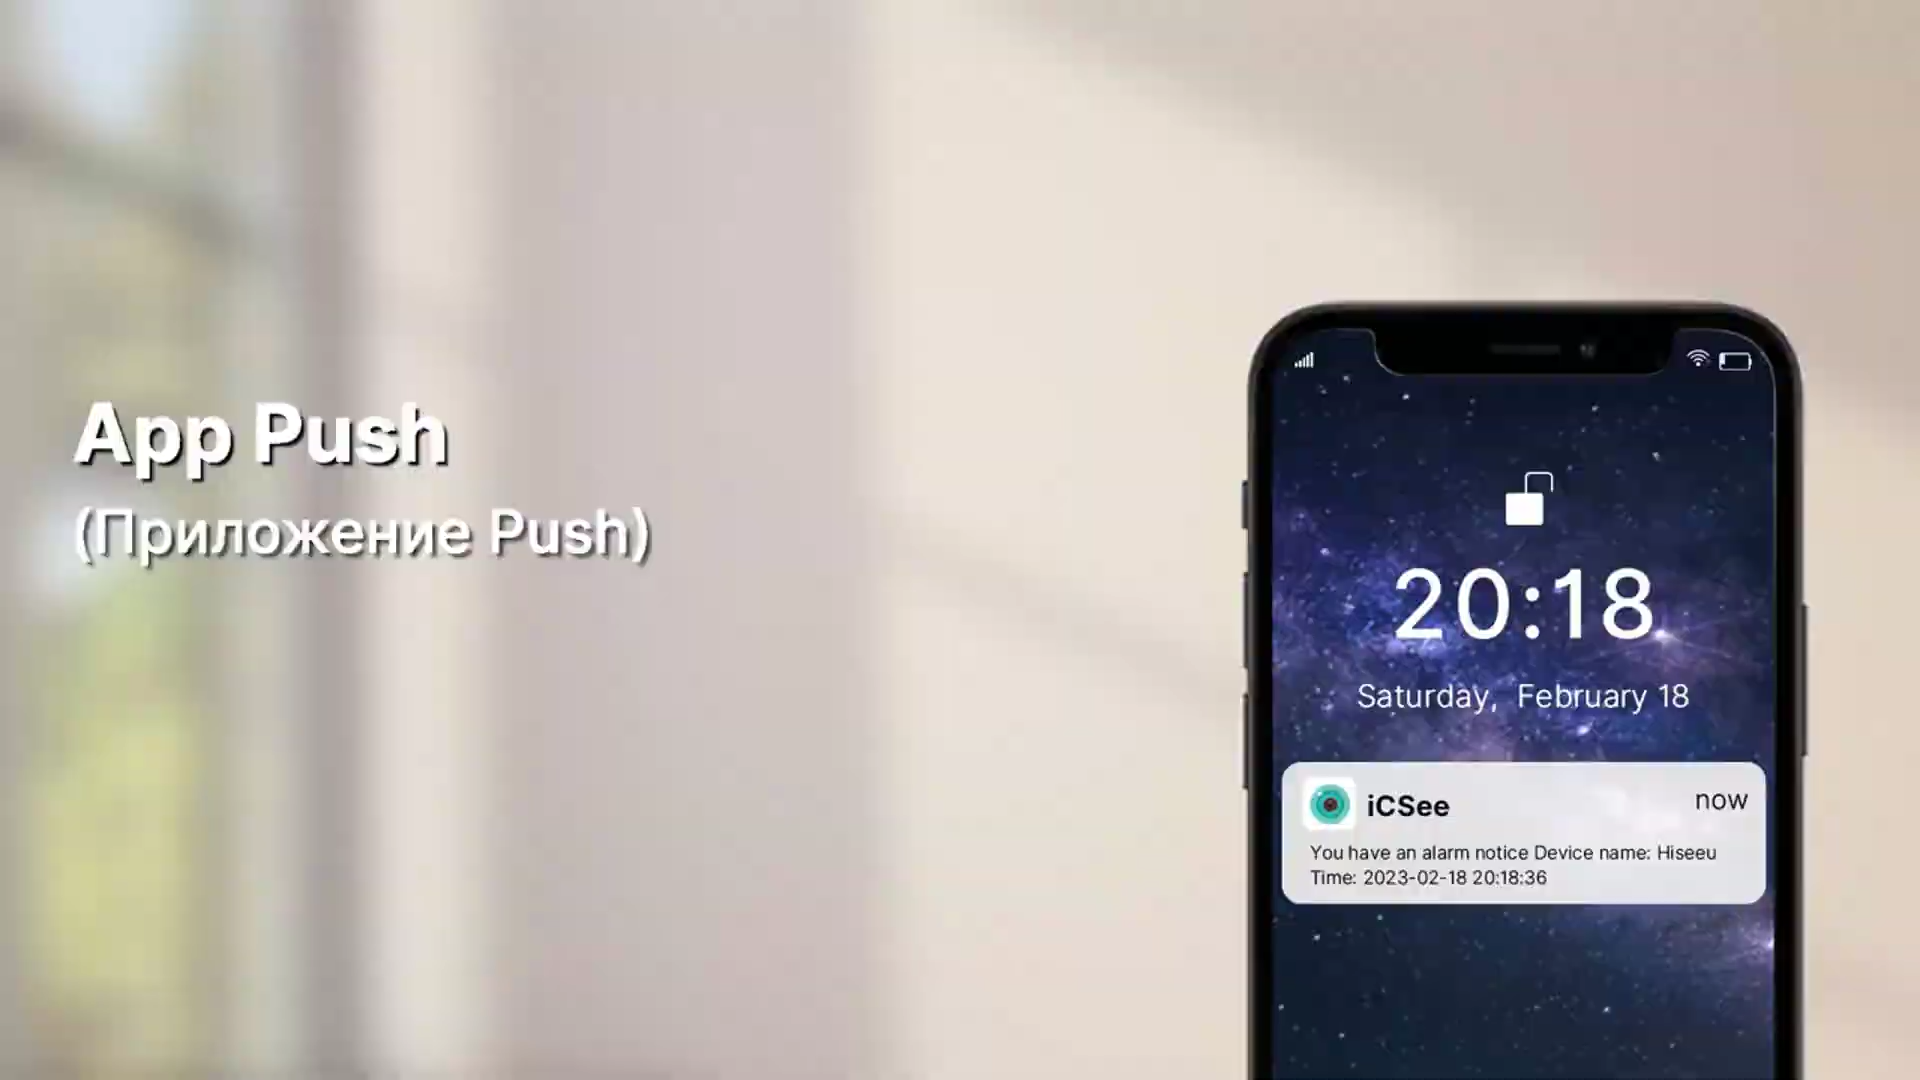 App Push
(Приложение Push)
20:18
Saturday, February 18
iCSee
now
You have an alarm notice Device name: Hiseeu
Time: 2023-02-18 20:18:36